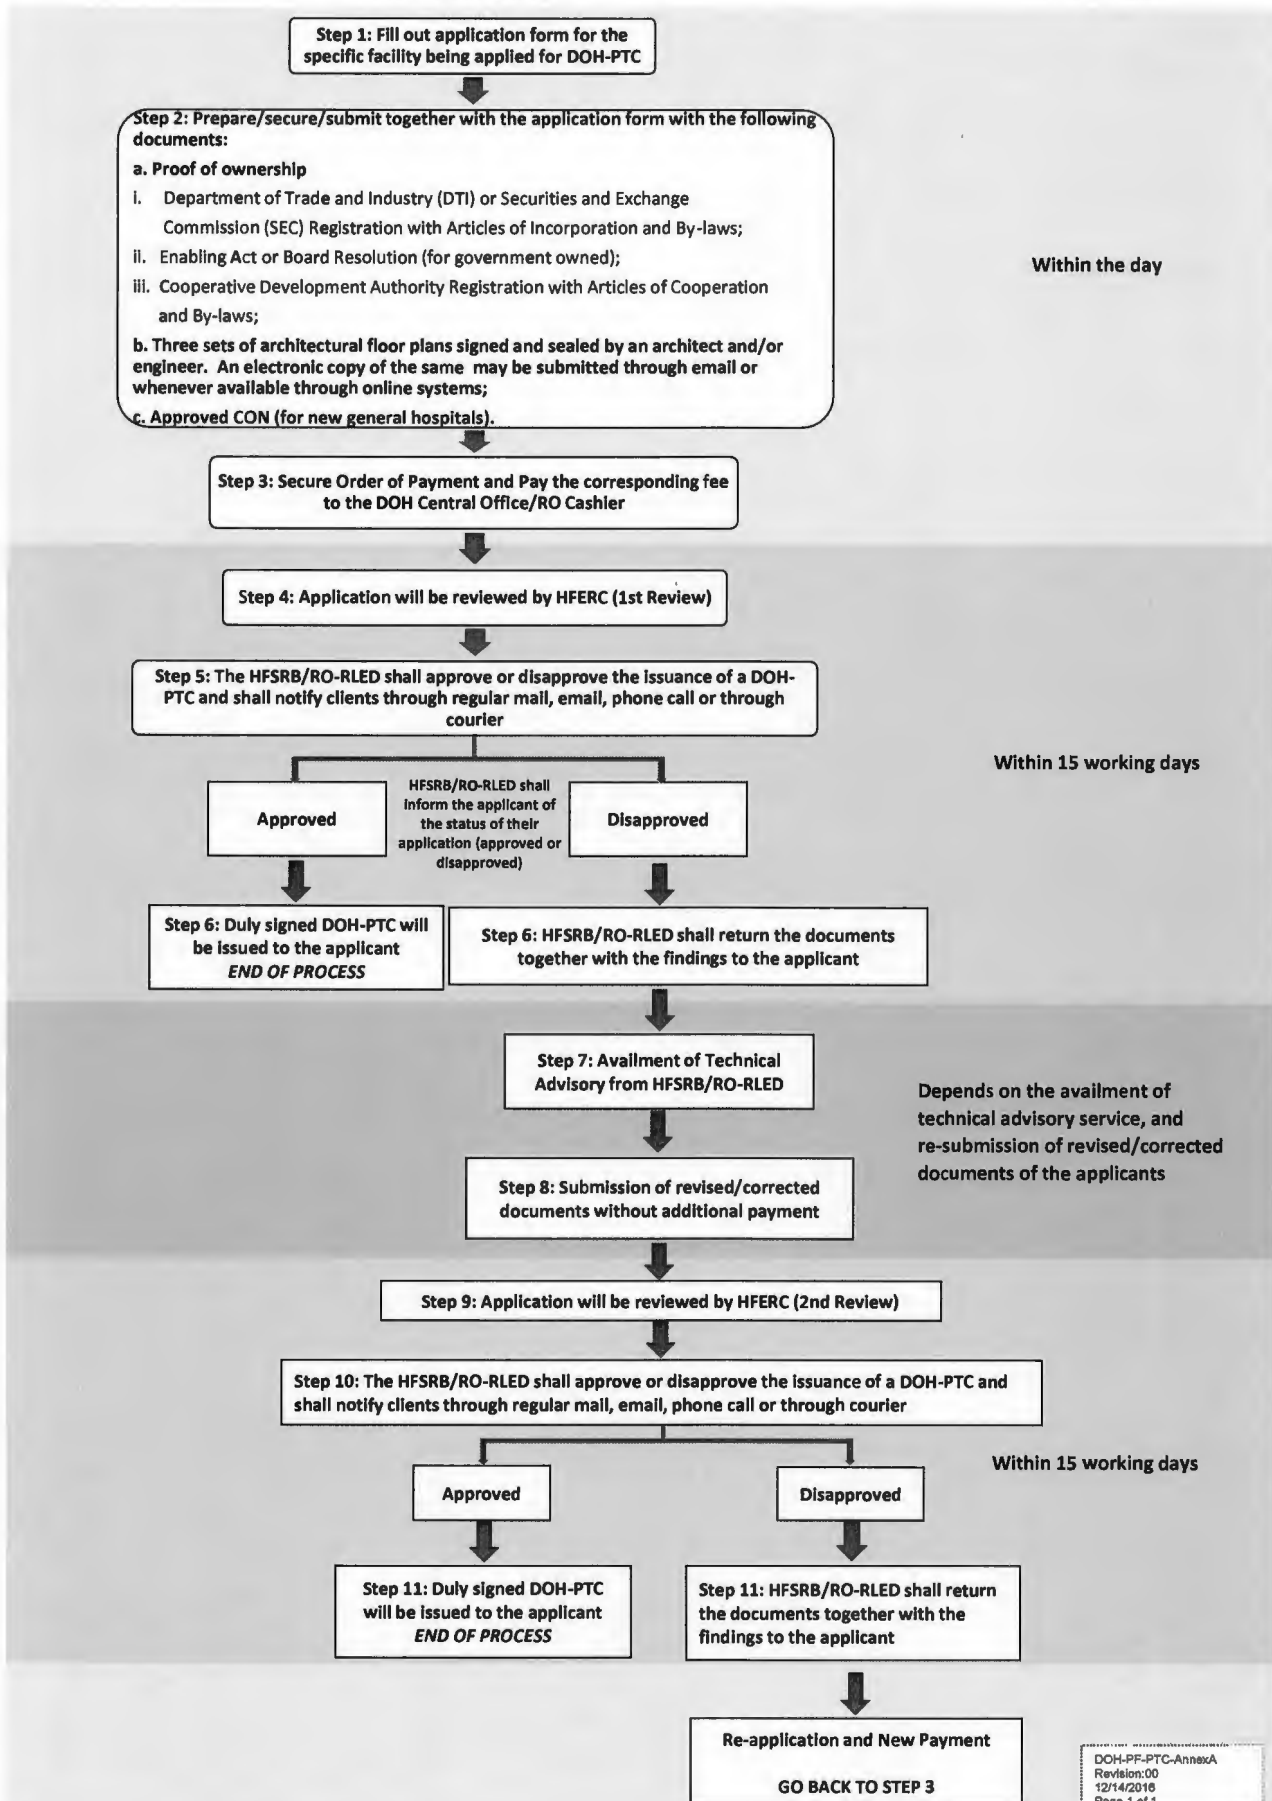 Step 1: Fill out application form for the
specific facility being applied for DOH-PTC
Step 2: Prepare/secure/submit together with the application form with the following
documents:
a. Proof of ownership
i. Department of Trade and Industry (DTI) or Securities and Exchange
Commission (SEC) Registration with Articles of Incorporation and By-laws;
ii. Enabling Act or Board Resolution (for government owned);
iii. Cooperative Development Authority Registration with Articles of Cooperation
and By-laws;
b. Three sets of architectural floor plans signed and sealed by an architect and/or
engineer. An electronic copy of the same may be submitted through email or
whenever available through online systems;
c. Approved CON (for new general hospitals).
Within the day
Step 3: Secure Order of Payment and Pay the corresponding fee
to the DOH Central Office/RO Cashier
Step 4: Application will be reviewed by HFERC (1st Review)
Step 5: The HFSRB/RO-RLED shall approve or disapprove the issuance of a DOH-
PTC and shall notify clients through regular mail, email, phone call or through
courier
Within 15 working days
Approved
HFSRB/RO-RLED shall
inform the applicant of
the status of their
application (approved or
disapproved)
Disapproved
Step 6: Duly signed DOH-PTC will
be issued to the applicant
END OF PROCESS
Step 6: HFSRB/RO-RLED shall return the documents
together with the findings to the applicant
Step 7: Availment of Technical
Advisory from HFSRB/RO-RLED
Depends on the availment of
technical advisory service, and
re-submission of revised/corrected
documents of the applicants
Step 8: Submission of revised/corrected
documents without additional payment
Step 9: Application will be reviewed by HFERC (2nd Review)
Step 10: The HFSRB/RO-RLED shall approve or disapprove the issuance of a DOH-PTC and
shall notify clients through regular mail, email, phone call or through courier
Within 15 working days
Approved
Disapproved
Step 11: Duly signed DOH-PTC
will be issued to the applicant
END OF PROCESS
Step 11: HFSRB/RO-RLED shall return
the documents together with the
findings to the applicant
Re-application and New Payment
GO BACK TO STEP 3
DOH-PF-PTC-AnnexA
Revision:00
12/14/2016
Page 1 of 1